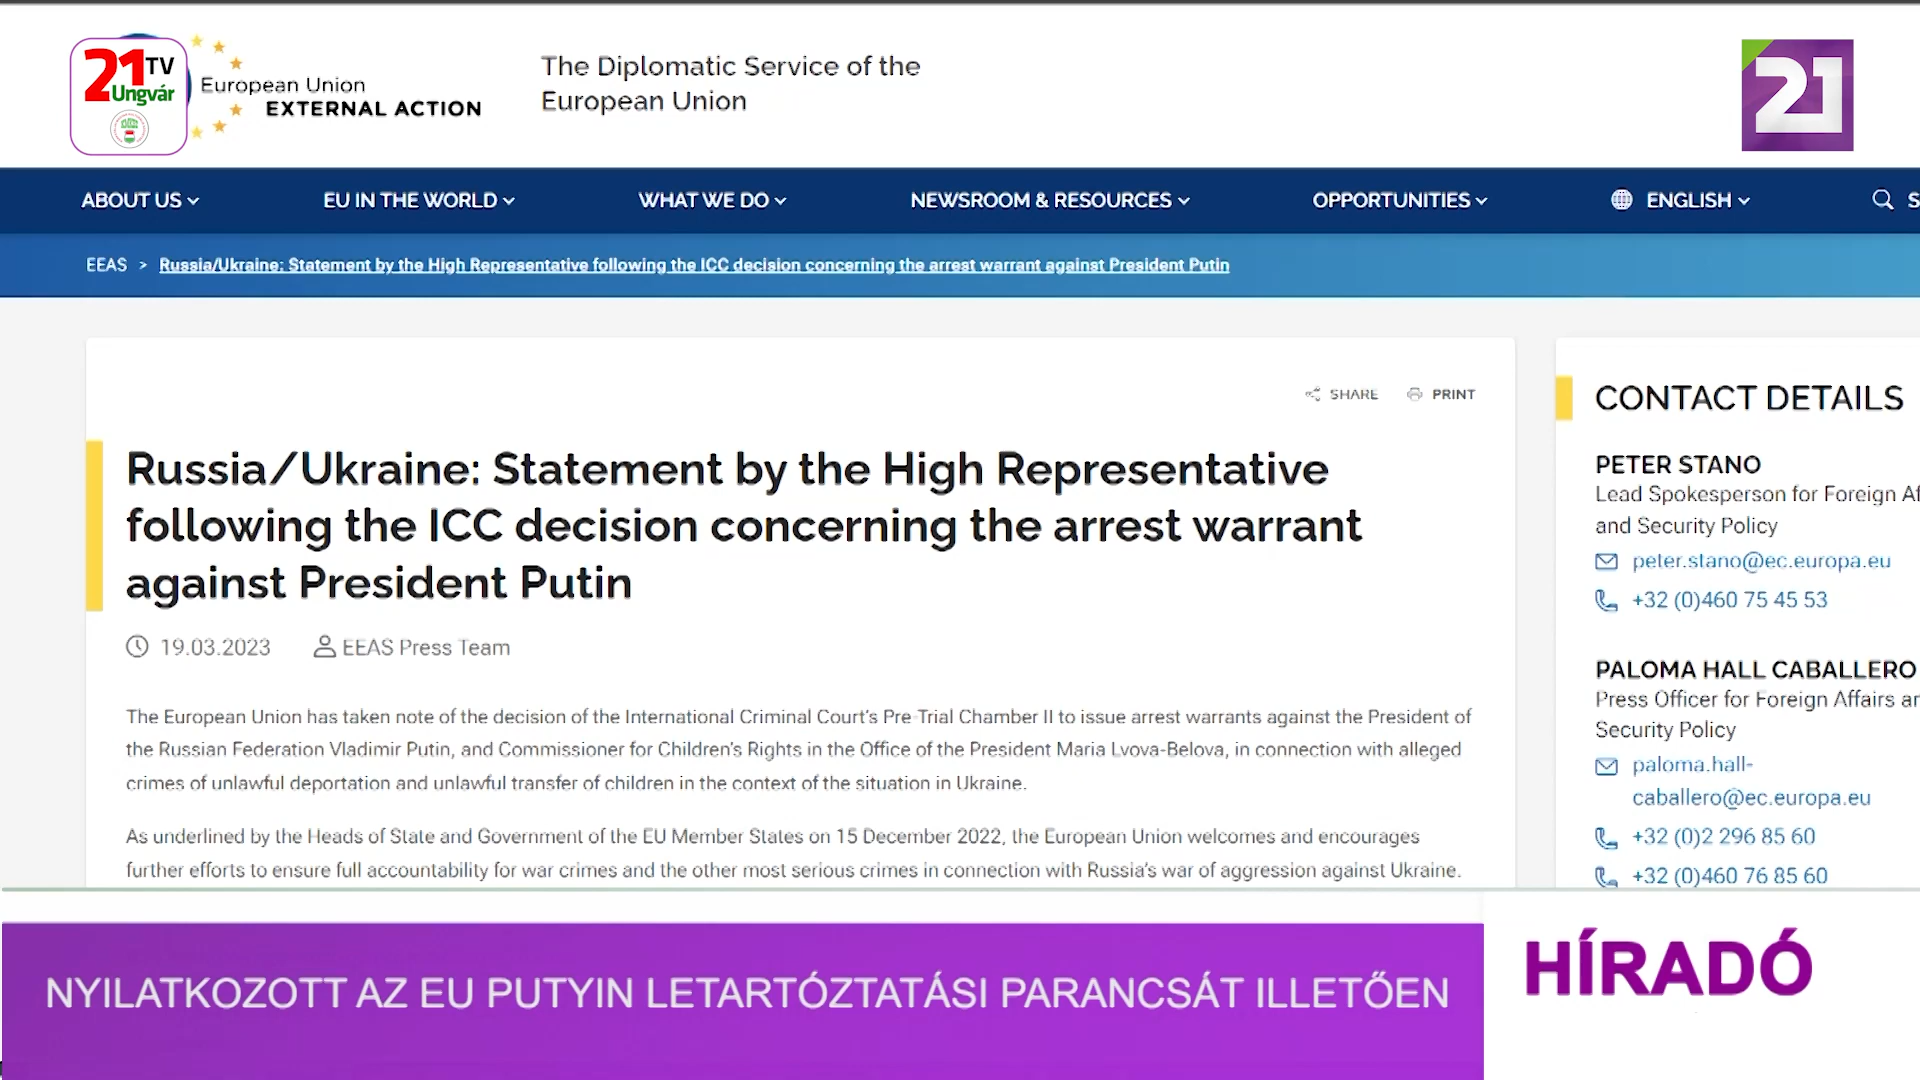 21 TV
Ungvár
European Union
EXTERNAL ACTION
The Diplomatic Service of the
European Union
21
ABOUT US
EU IN THE WORLD
WHAT WE DO
NEWSROOM & RESOURCES
OPPORTUNITIES
ENGLISH
S
EEAS > Russia/Ukraine: Statement by the High Representative following the ICC decision concerning the arrest warrant against President Putin
SHARE
PRINT
Russia/Ukraine: Statement by the High Representative
following the ICC decision concerning the arrest warrant
against President Putin
19.03.2023
EEAS Press Team
The European Union has taken note of the decision of the International Criminal Court's Pre-Trial Chamber II to issue arrest warrants against the President of
the Russian Federation Vladimir Putin, and Commissioner for Children's Rights in the Office of the President Maria Lvova-Belova, in connection with alleged
crimes of unlawful deportation and unlawful transfer of children in the context of the situation in Ukraine.
As underlined by the Heads of State and Government of the EU Member States on 15 December 2022, the European Union welcomes and encourages
further efforts to ensure full accountability for war crimes and the other most serious crimes in connection with Russia's war of aggression against Ukraine.
CONTACT DETAILS
PETER STANO
Lead Spokesperson for Foreign Af
and Security Policy
peter.stano@ec.europa.eu
+32 (0)460 75 45 53
PALOMA HALL CABALLERO
Press Officer for Foreign Affairs an
Security Policy
paloma.hall-
caballero@ec.europa.eu
+32 (0)2 296 85 60
+32 (0)460 76 85 60
NYILATKOZOTT AZ EU PUTYIN LETARTÓZTATÁSI PARANCSÁT ILLETŐEN
HÍRADÓ